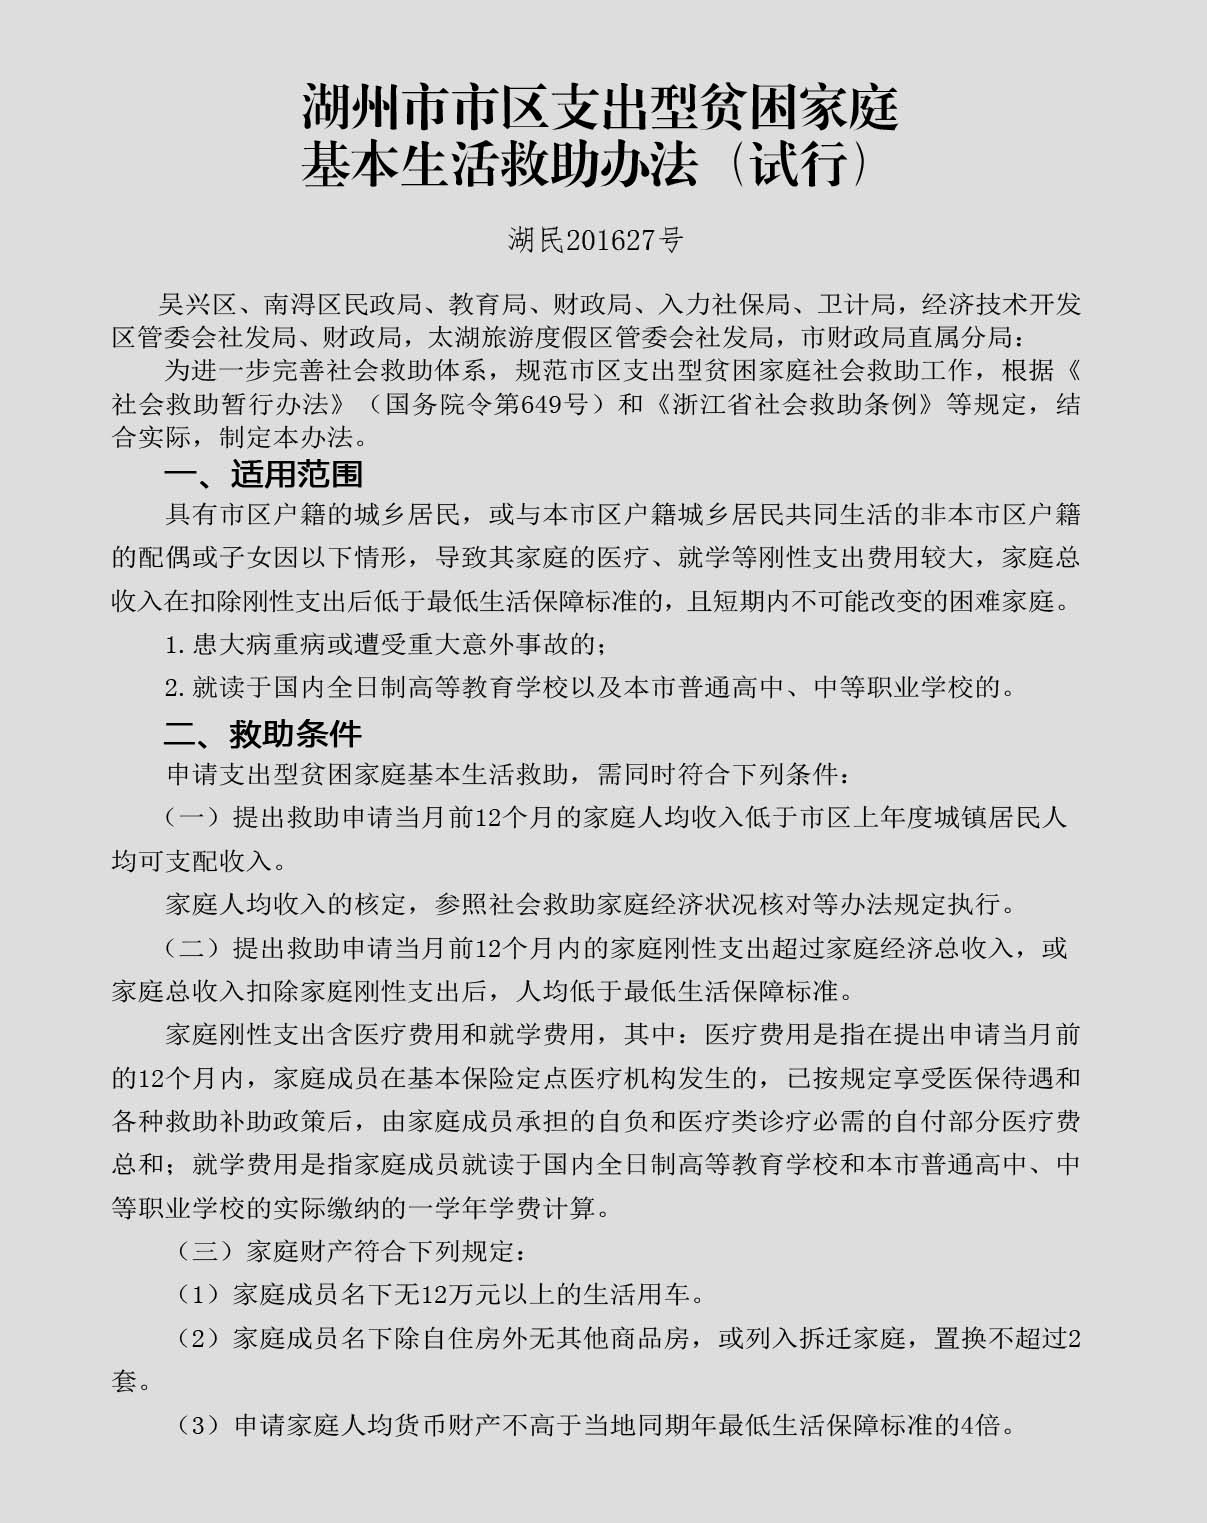 湖州市市区支出型贫困家庭
基本生活救助办法（试行）
湖民201627号
吴兴区、南浔区民政局、教育局、财政局、入力社保局、卫计局，经济技术开发
区管委会社发局、财政局，太湖旅游度假区管委会社发局，市财政局直属分局：
为进一步完善社会救助体系，规范市区支出型贫困家庭社会救助工作，根据《
社会救助暂行办法》（国务院令第649号）和《浙江省社会救助条例》等规定，结
合实际，制定本办法。
一、适用范围
具有市区户籍的城乡居民，或与本市区户籍城乡居民共同生活的非本市区户籍
的配偶或子女因以下情形，导致其家庭的医疗、就学等刚性支出费用较大，家庭总
收入在扣除刚性支出后低于最低生活保障标准的，且短期内不可能改变的困难家庭。
1.患大病重病或遭受重大意外事故的；
2.就读于国内全日制高等教育学校以及本市普通高中、中等职业学校的。
二、救助条件
申请支出型贫困家庭基本生活救助，需同时符合下列条件：
（一）提出救助申请当月前12个月的家庭人均收入低于市区上年度城镇居民人
均可支配收入。
家庭人均收入的核定，参照社会救助家庭经济状况核对等办法规定执行。
（二）提出救助申请当月前12个月内的家庭刚性支出超过家庭经济总收入，或
家庭总收入扣除家庭刚性支出后，人均低于最低生活保障标准。
家庭刚性支出含医疗费用和就学费用，其中：医疗费用是指在提出申请当月前
的12个月内，家庭成员在基本保险定点医疗机构发生的，已按规定享受医保待遇和
各种救助补助政策后，由家庭成员承担的自负和医疗类诊疗必需的自付部分医疗费
总和；就学费用是指家庭成员就读于国内全日制高等教育学校和本市普通高中、中
等职业学校的实际缴纳的一学年学费计算。
（三）家庭财产符合下列规定：
（1）家庭成员名下无12万元以上的生活用车。
（2）家庭成员名下除自住房外无其他商品房，或列入拆迁家庭，置换不超过2
套。
（3）申请家庭人均货币财产不高于当地同期年最低生活保障标准的4倍。